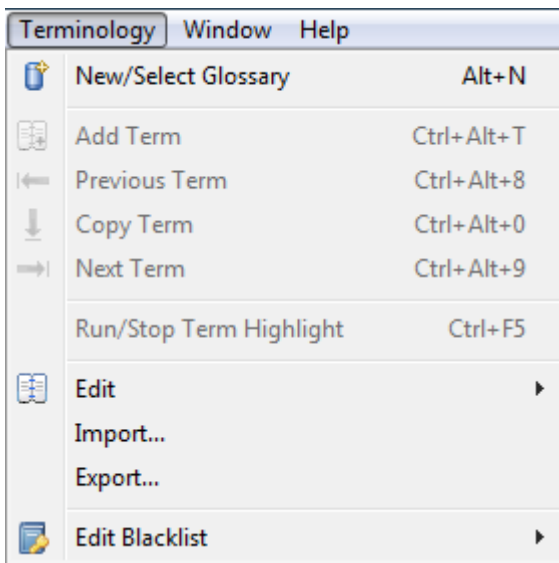 Terminology Window Help
New/Select Glossary Alt+N
Add Term Ctrl+Alt+T
Previous Term Ctrl+Alt+8
Copy Term Ctrl+Alt+0
Next Term Ctrl+Alt+9
Run/Stop Term Highlight Ctrl+F5
Edit
Import...
Export...
Edit Blacklist